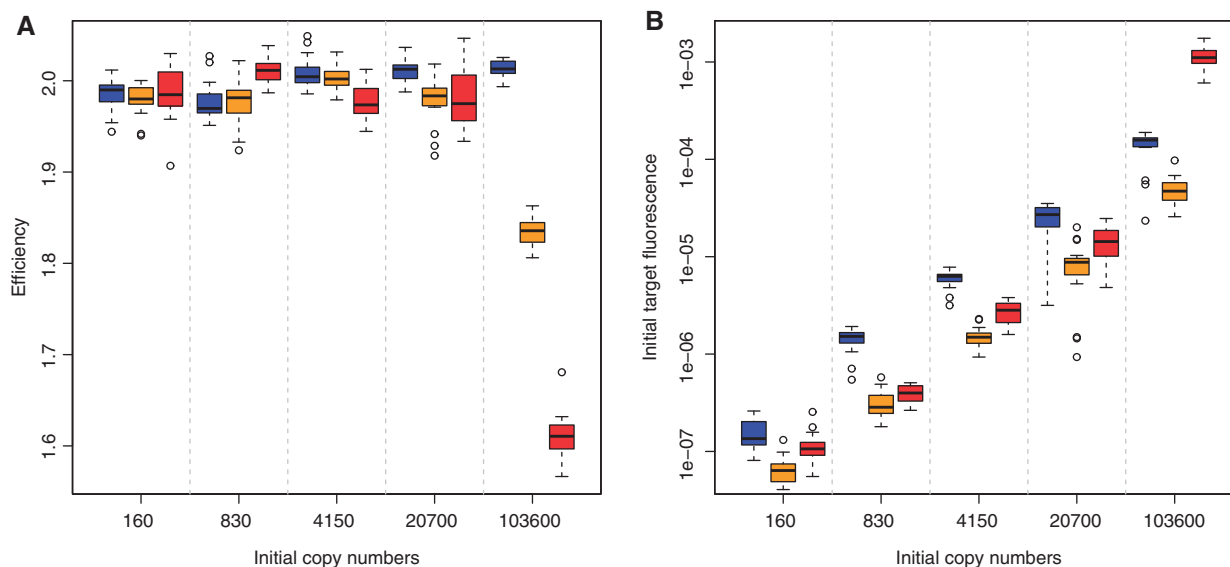 A
Efficiency
2.0
1.9
1.8
1.7
1.6
160 830 4150 20700 103600
Initial copy numbers
B
Initial target fluorescence
1e−03
1e−04
1e−05
1e−06
1e−07
160 830 4150 20700 103600
Initial copy numbers